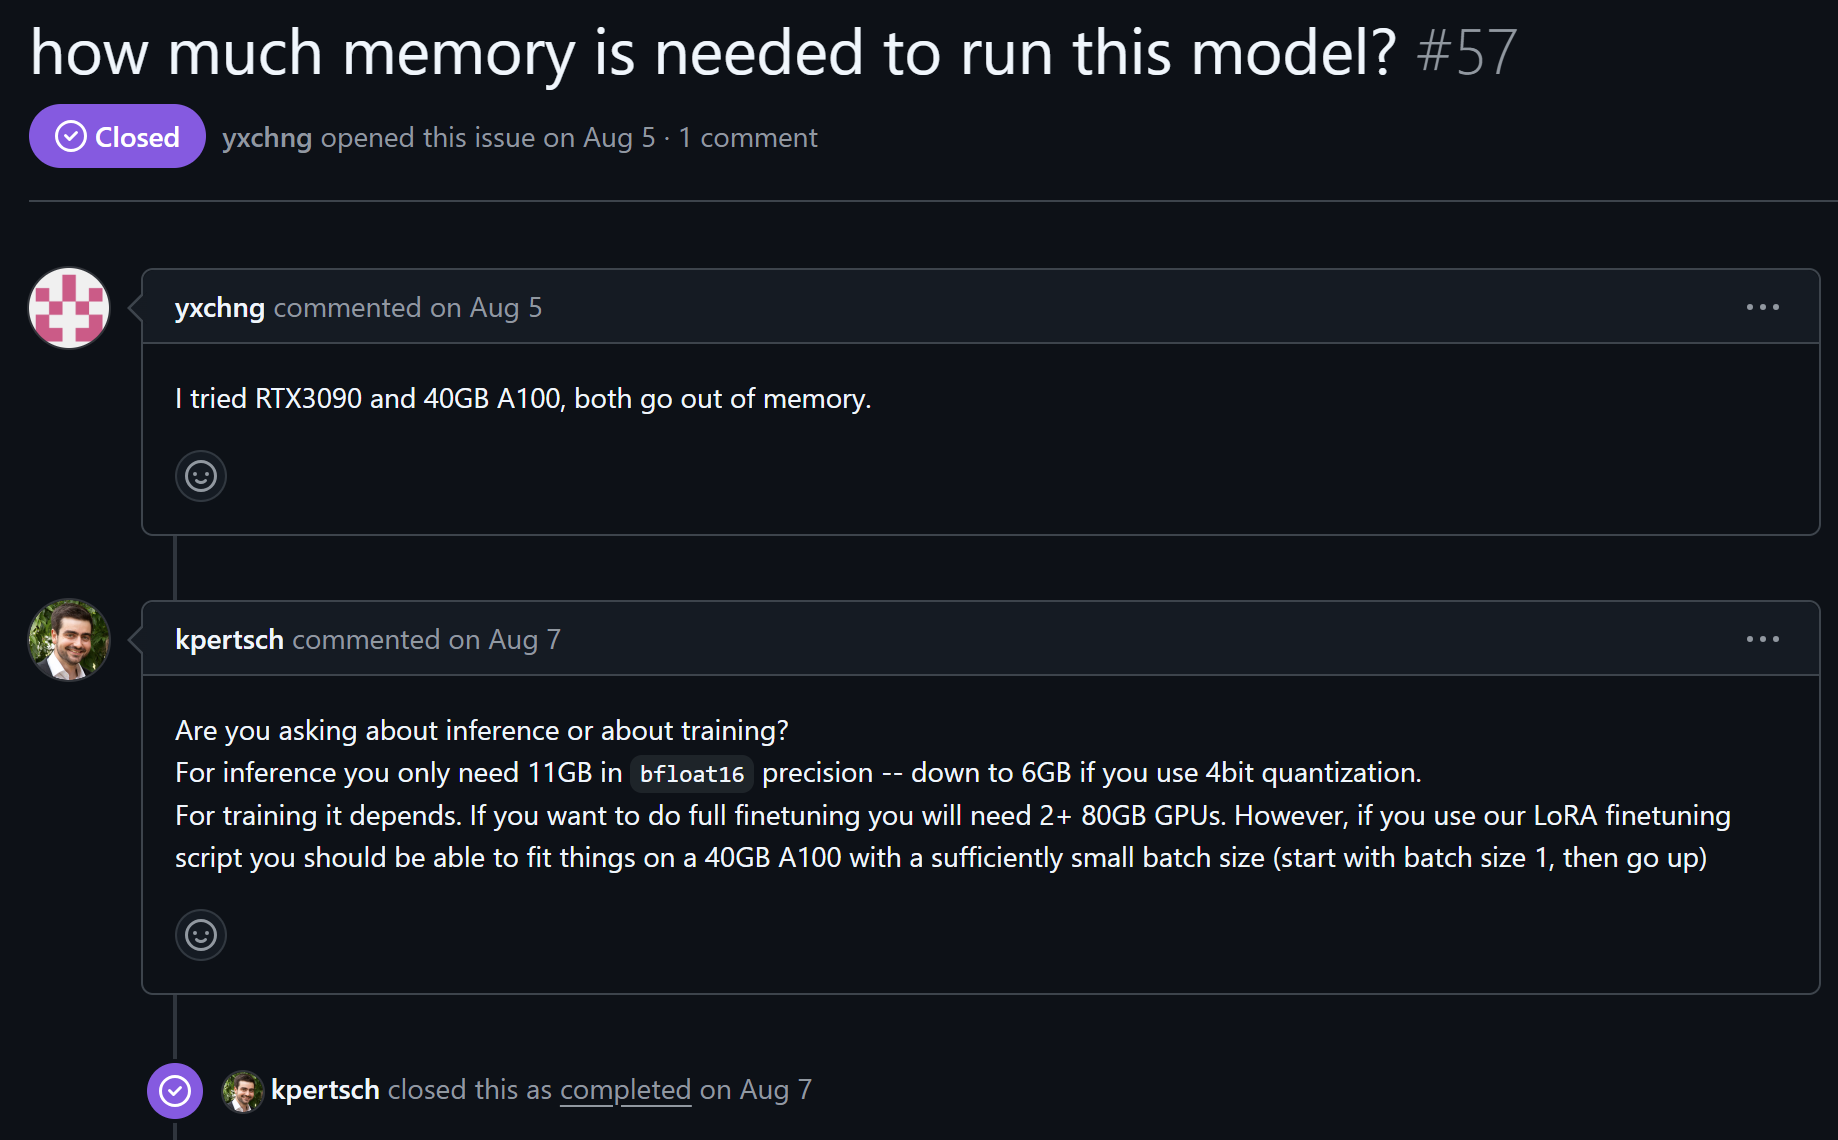 how much memory is needed to run this model? #57
Closed yxchng opened this issue on Aug 5 · 1 comment
yxchng commented on Aug 5
I tried RTX3090 and 40GB A100, both go out of memory.
kpertsch commented on Aug 7
Are you asking about inference or about training?
For inference you only need 11GB in bfloat16 precision -- down to 6GB if you use 4bit quantization.
For training it depends. If you want to do full finetuning you will need 2+ 80GB GPUs. However, if you use our LoRA finetuning
script you should be able to fit things on a 40GB A100 with a sufficiently small batch size (start with batch size 1, then go up)
kpertsch closed this as completed on Aug 7